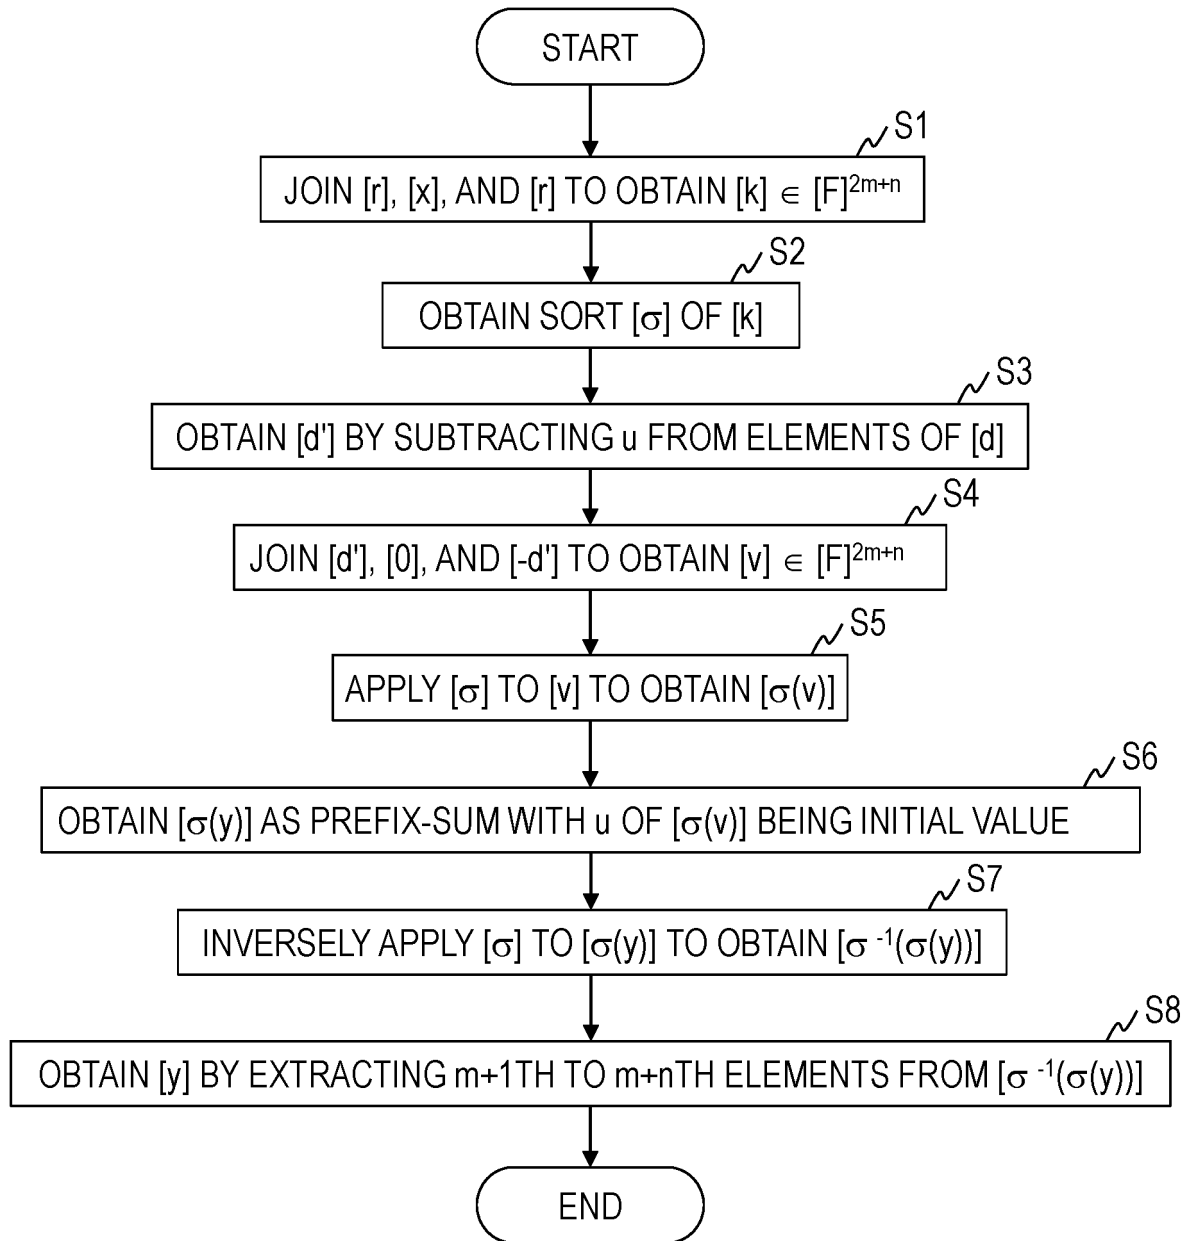 START
S1
JOIN [r], [x], AND [r] TO OBTAIN [k] ∈ [F]²ᵐ⁺ⁿ
S2
OBTAIN SORT [σ] OF [k]
S3
OBTAIN [d'] BY SUBTRACTING u FROM ELEMENTS OF [d]
S4
JOIN [d'], [0], AND [-d'] TO OBTAIN [v] ∈ [F]²ᵐ⁺ⁿ
S5
APPLY [σ] TO [v] TO OBTAIN [σ(v)]
S6
OBTAIN [σ(y)] AS PREFIX-SUM WITH u OF [σ(v)] BEING INITIAL VALUE
S7
INVERSELY APPLY [σ] TO [σ(y)] TO OBTAIN [σ⁻¹(σ(y))]
S8
OBTAIN [y] BY EXTRACTING m+1TH TO m+nTH ELEMENTS FROM [σ⁻¹(σ(y))]
END